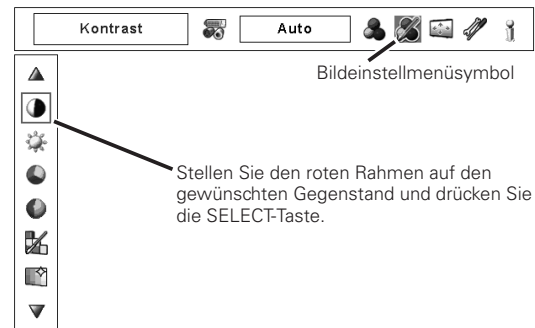 Kontrast
Auto
Bildeinstellmenüsymbol
Stellen Sie den roten Rahmen auf den
gewünschten Gegenstand und drücken Sie
die SELECT-Taste.